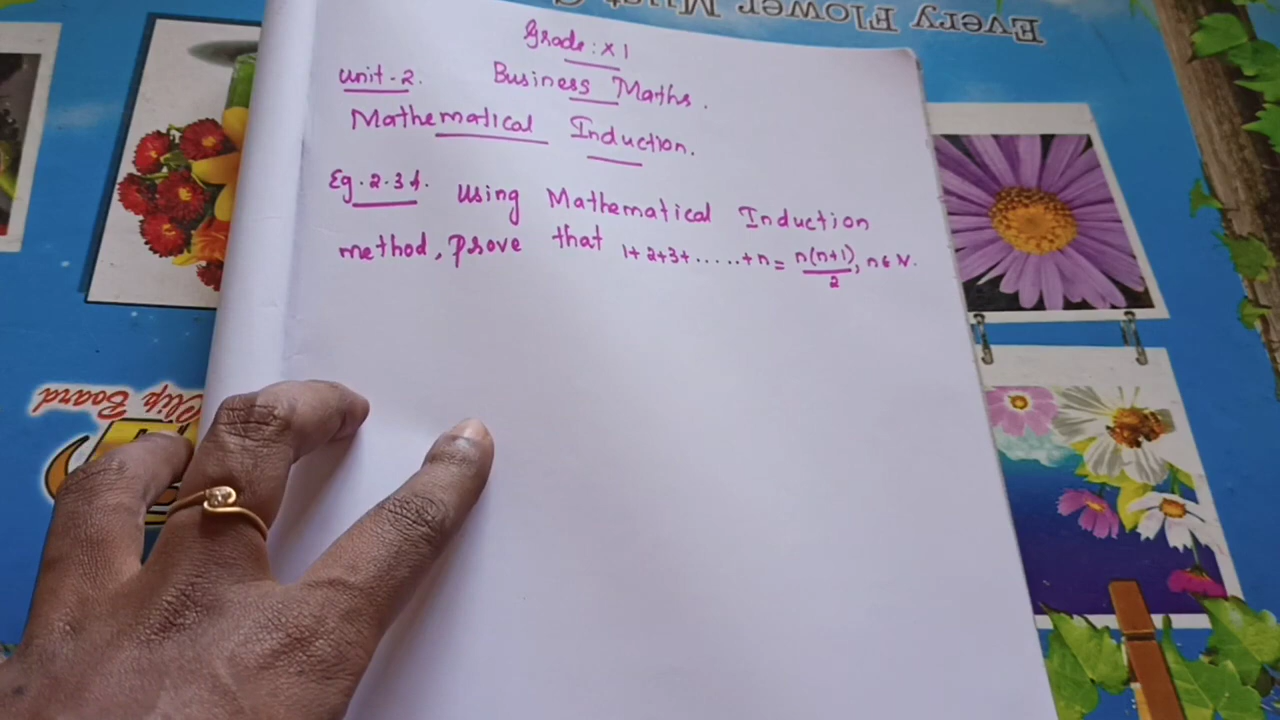 EVERY FLOWER MUST G
Grade: XI
Unit-2. Business Maths.
Mathematical Induction.
Eg.2.31. Using Mathematical Induction
method, prove that 1+2+3+.....+n= n(n+1)/2, n∈N.
Clip Board